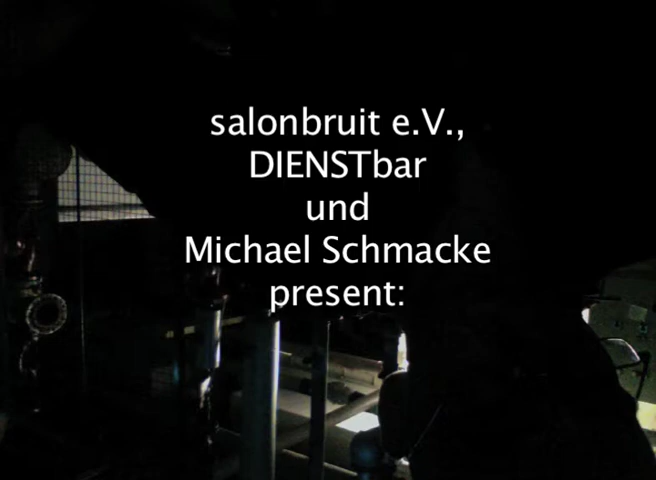 salonbruit e.V.,
DIENSTbar
und
Michael Schmacke
present: